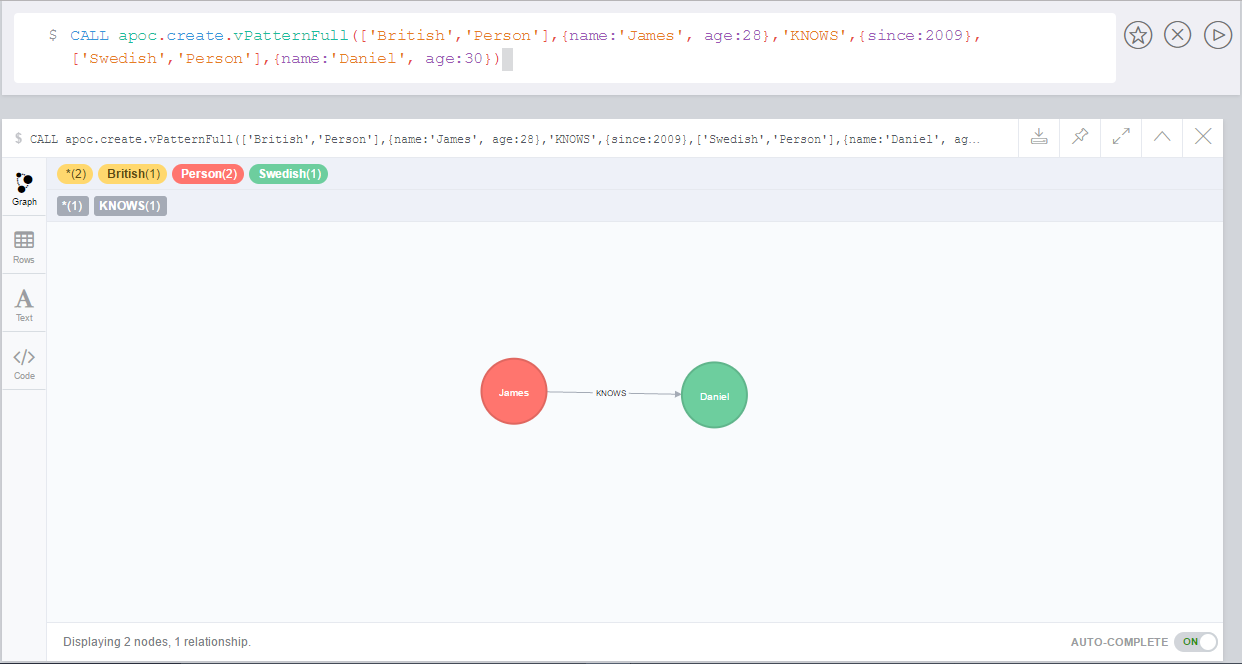 $ CALL apoc.create.vPatternFull(['British','Person'],{name:'James', age:28},'KNOWS',{since:2009},
['Swedish','Person'],{name:'Daniel', age:30})
$ CALL apoc.create.vPatternFull(['British','Person'],{name:'James', age:28},'KNOWS',{since:2009},['Swedish','Person'],{name:'Daniel', ag…
*(2) British(1) Person(2) Swedish(1)
Graph
*(1) KNOWS(1)
Rows
A
Text
</>
Code
James
KNOWS
Daniel
Displaying 2 nodes, 1 relationship.
AUTO-COMPLETE ON